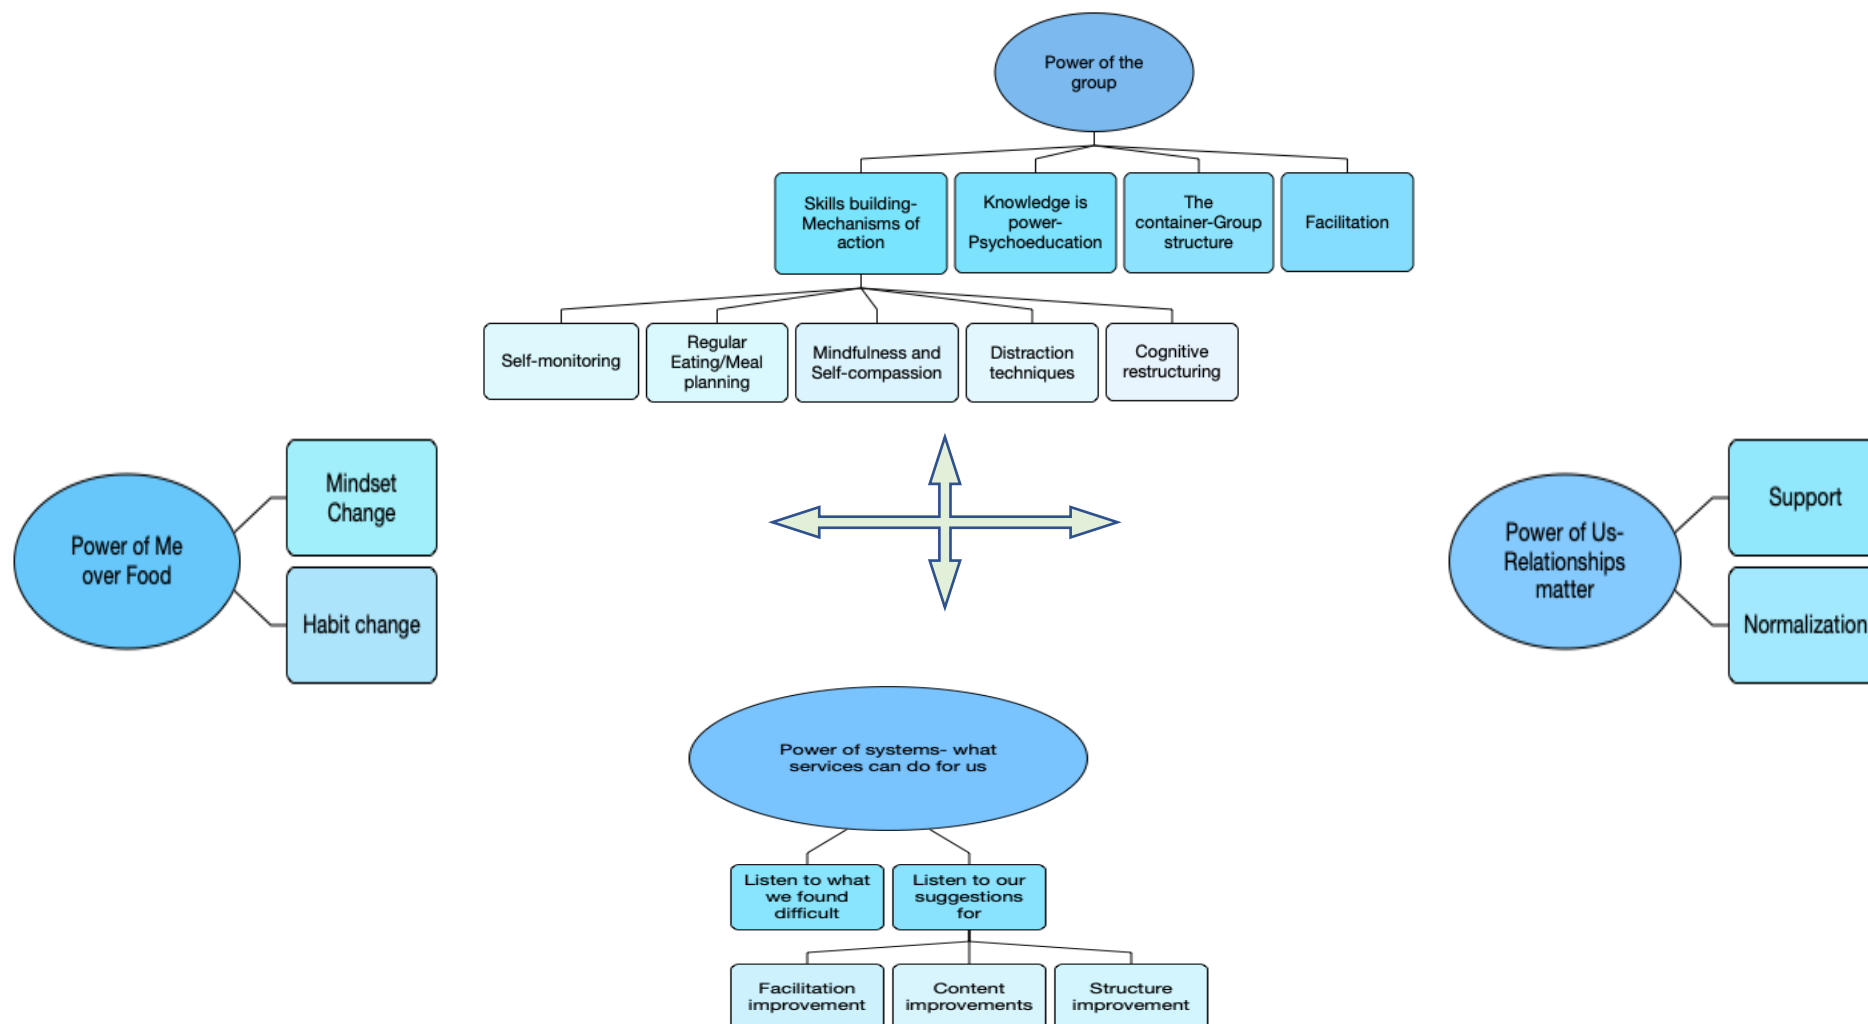 Power of the
group
Skills building-
Mechanisms of
action
Knowledge is
power-
Psychoeducation
The
container-Group
structure
Facilitation
Self-monitoring
Regular
Eating/Meal
planning
Mindfulness and
Self-compassion
Distraction
techniques
Cognitive
restructuring
Power of Me
over Food
Mindset
Change
Habit change
Power of Us-
Relationships
matter
Support
Normalization
Power of systems- what
services can do for us
Listen to what
we found
difficult
Listen to our
suggestions
for
Facilitation
improvement
Content
improvements
Structure
improvement